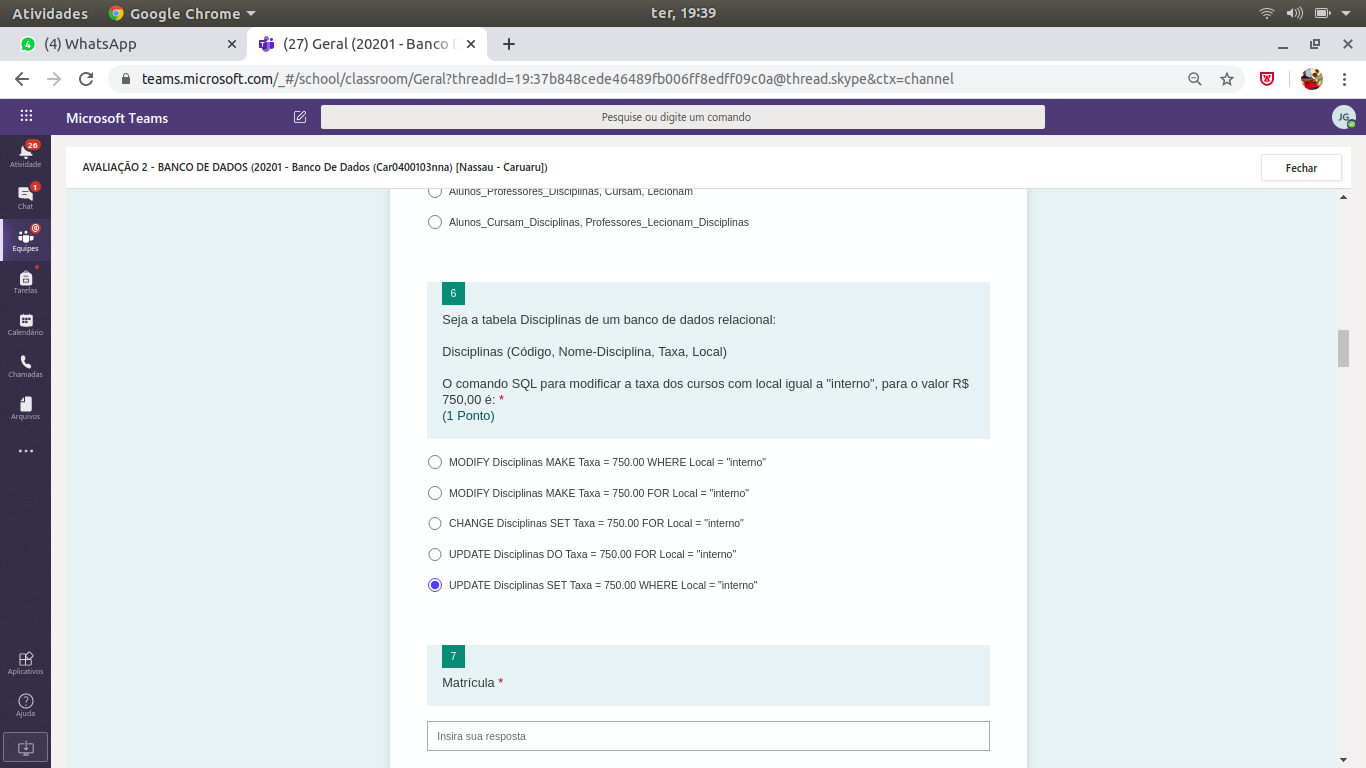 Atividades
Google Chrome
ter, 19:39
(4) WhatsApp
(27) Geral (20201 - Banco D
teams.microsoft.com/_#/school/classroom/Geral?threadId=19:37b848cede46489fb006ff8edff09c0a@thread.skype&ctx=channel
Microsoft Teams
Pesquise ou digite um comando
JG
26
Atividade
1
Chat
Equipes
Tarefas
Calendário
Chamadas
Arquivos
Aplicativos
Ajuda
AVALIAÇÃO 2 - BANCO DE DADOS (20201 - Banco De Dados (Car0400103nna) [Nassau - Caruaru])
Fechar
Alunos_Professores_Disciplinas, Cursam, Lecionam
Alunos_Cursam_Disciplinas, Professores_Lecionam_Disciplinas
6
Seja a tabela Disciplinas de um banco de dados relacional:
Disciplinas (Código, Nome-Disciplina, Taxa, Local)
O comando SQL para modificar a taxa dos cursos com local igual a "interno", para o valor R$
750,00 é: *
(1 Ponto)
MODIFY Disciplinas MAKE Taxa = 750.00 WHERE Local = "interno"
MODIFY Disciplinas MAKE Taxa = 750.00 FOR Local = "interno"
CHANGE Disciplinas SET Taxa = 750.00 FOR Local = "interno"
UPDATE Disciplinas DO Taxa = 750.00 FOR Local = "interno"
UPDATE Disciplinas SET Taxa = 750.00 WHERE Local = "interno"
7
Matrícula *
Insira sua resposta